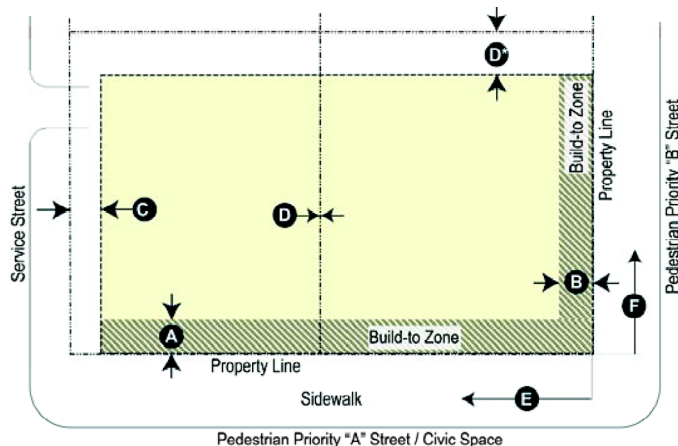 D*
Build-to Zone
Property Line
Pedestrian Priority "B" Street
Service Street
C
D
B
F
A
Build-to Zone
Property Line
Sidewalk
E
Pedestrian Priority "A" Street / Civic Space